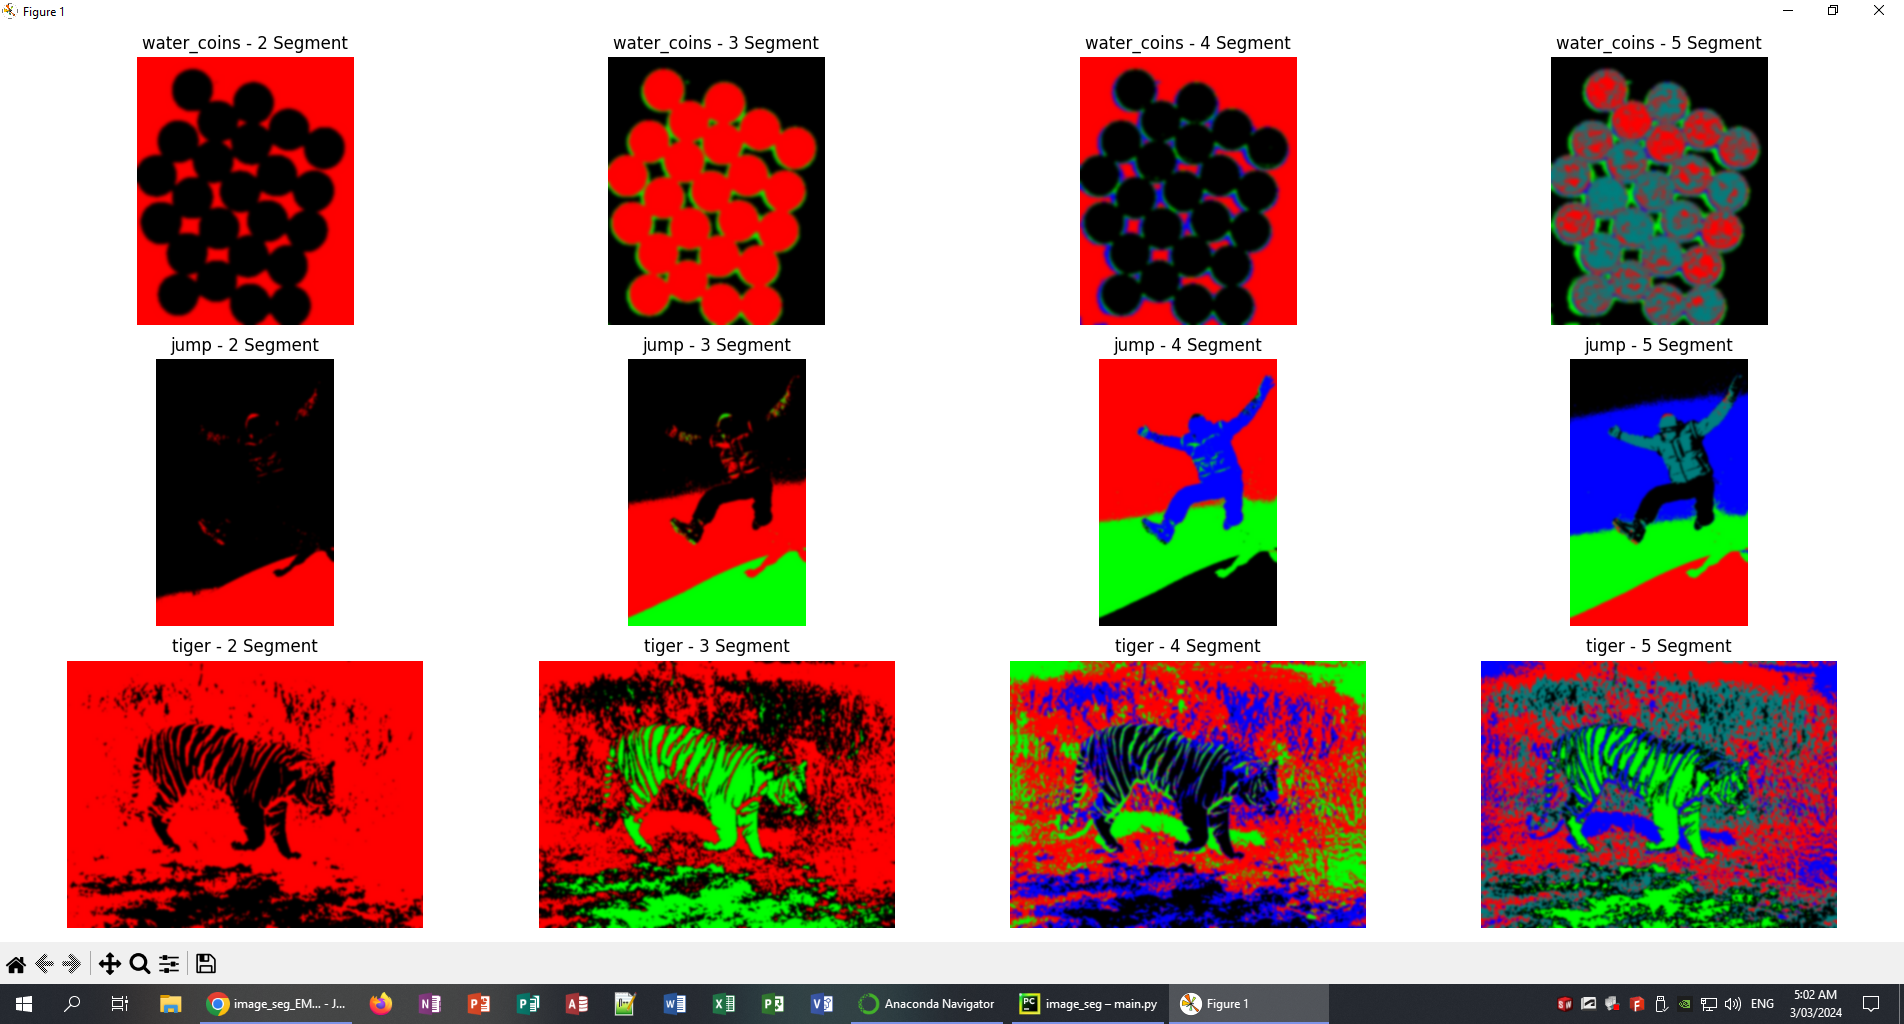 Figure 1
water_coins - 2 Segment
water_coins - 3 Segment
water_coins - 4 Segment
water_coins - 5 Segment
jump - 2 Segment
jump - 3 Segment
jump - 4 Segment
jump - 5 Segment
tiger - 2 Segment
tiger - 3 Segment
tiger - 4 Segment
tiger - 5 Segment
image_seg_EM... - J...
Anaconda Navigator
PC
image_seg – main.py
Figure 1
ENG
5:02 AM
3/03/2024